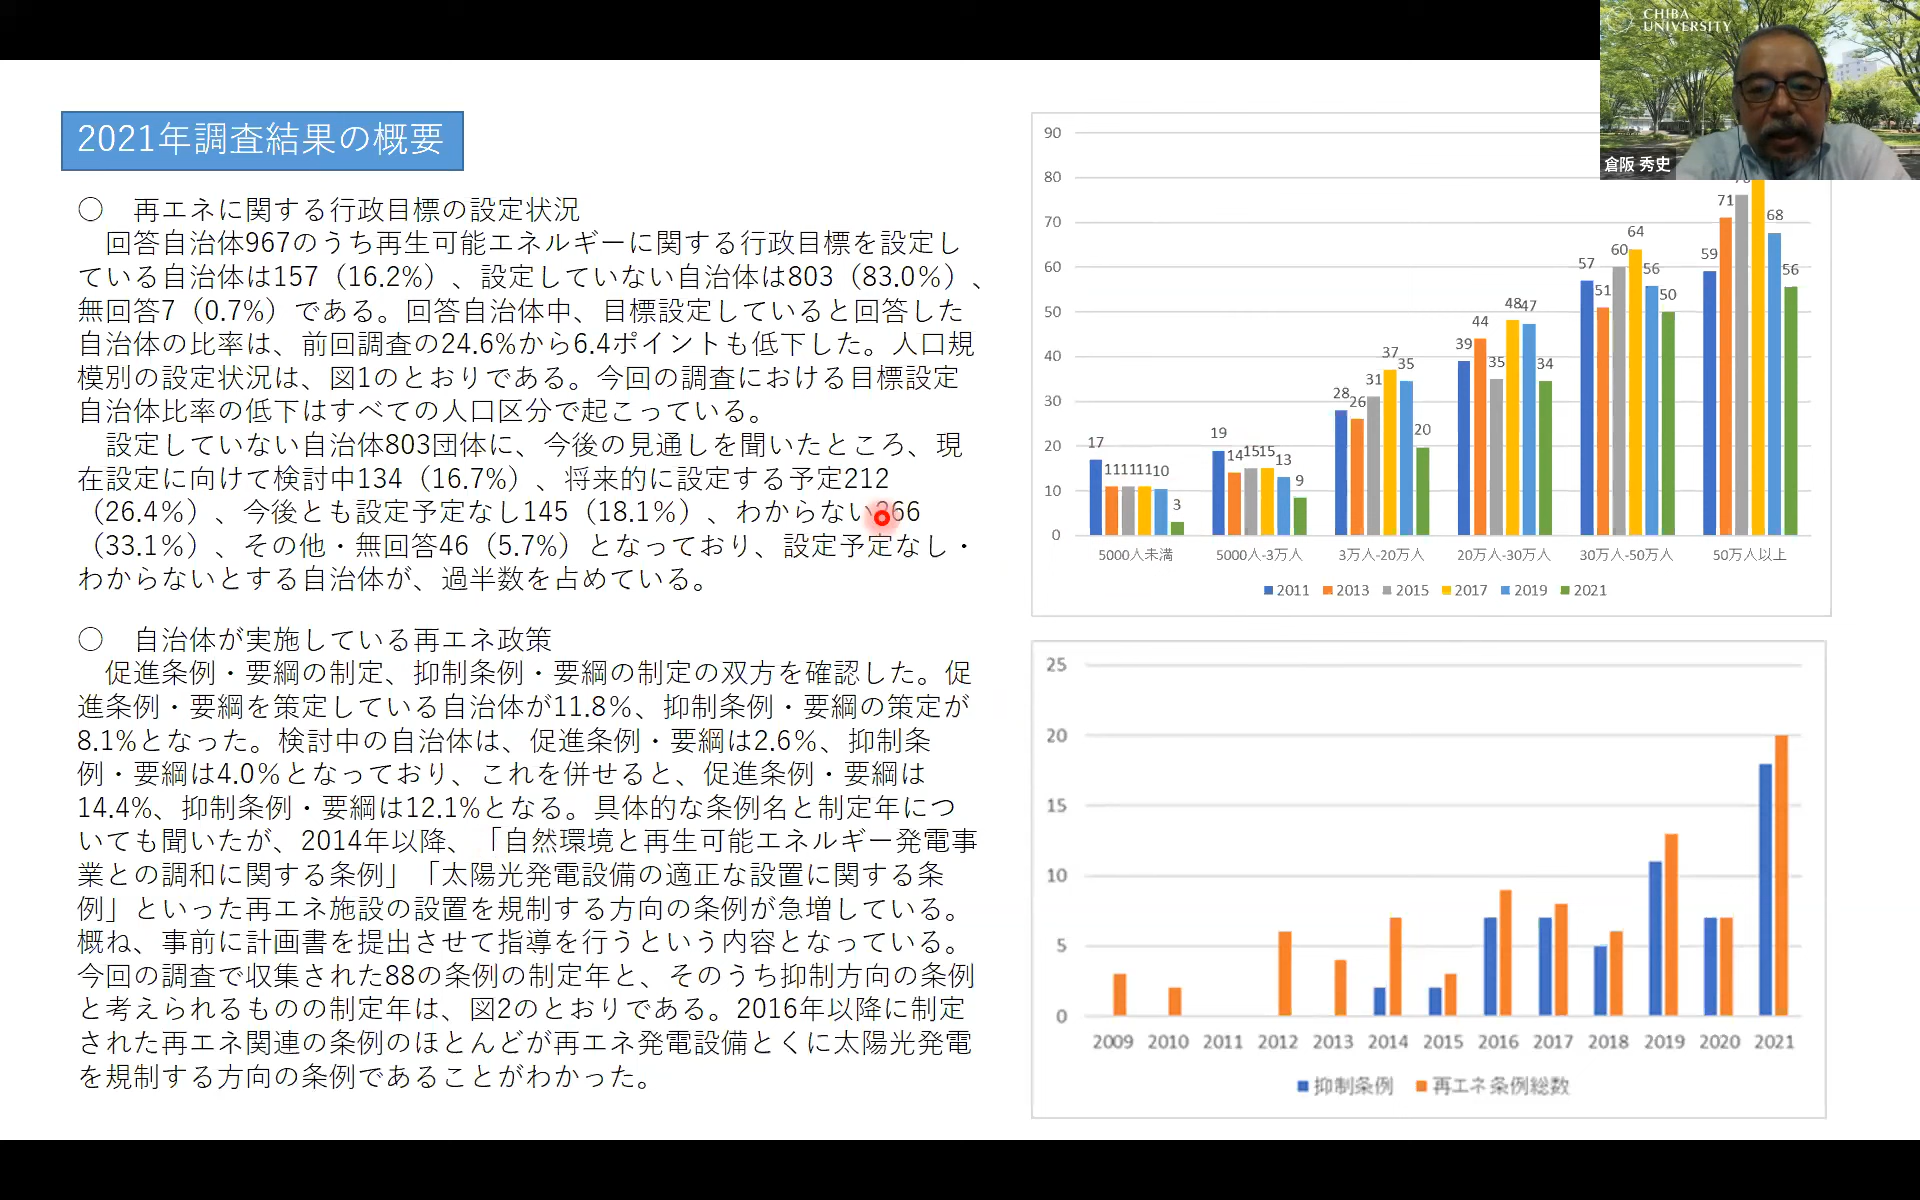 CHIBA
UNIVERSITY
倉阪 秀史
2021年調査結果の概要
○　再エネに関する行政目標の設定状況
回答自治体967のうち再生可能エネルギーに関する行政目標を設定し
ている自治体は157（16.2%）、設定していない自治体は803（83.0%）、
無回答7（0.7%）である。回答自治体中、目標設定していると回答した
自治体の比率は、前回調査の24.6%から6.4ポイントも低下した。人口規
模別の設定状況は、図1のとおりである。今回の調査における目標設定
自治体比率の低下はすべての人口区分で起こっている。
設定していない自治体803団体に、今後の見通しを聞いたところ、現
在設定に向けて検討中134（16.7%）、将来的に設定する予定212
（26.4%）、今後とも設定予定なし145（18.1%）、わからない266
（33.1%）、その他・無回答46（5.7%）となっており、設定予定なし・
わからないとする自治体が、過半数を占めている。
○　自治体が実施している再エネ政策
促進条例・要綱の制定、抑制条例・要綱の制定の双方を確認した。促
進条例・要綱を策定している自治体が11.8%、抑制条例・要綱の策定が
8.1%となった。検討中の自治体は、促進条例・要綱は2.6%、抑制条
例・要綱は4.0%となっており、これを併せると、促進条例・要綱は
14.4%、抑制条例・要綱は12.1%となる。具体的な条例名と制定年につ
いても聞いたが、2014年以降、「自然環境と再生可能エネルギー発電事
業との調和に関する条例」「太陽光発電設備の適正な設置に関する条
例」といった再エネ施設の設置を規制する方向の条例が急増している。
概ね、事前に計画書を提出させて指導を行うという内容となっている。
今回の調査で収集された88の条例の制定年と、そのうち抑制方向の条例
と考えられるものの制定年は、図2のとおりである。2016年以降に制定
された再エネ関連の条例のほとんどが再エネ発電設備とくに太陽光発電
を規制する方向の条例であることがわかった。
90
80
70
60
50
40
30
20
10
0
17 11 11 11 10 3
19 14 15 15 13 9
28 26 31 37 35 20
39 44 35 48 47 34
57 51 60 64 56 50
59 71 68 56
5000人未満 5000人-3万人 3万人-20万人 20万人-30万人 30万人-50万人 50万人以上
2011 2013 2015 2017 2019 2021
25
20
15
10
5
0
2009 2010 2011 2012 2013 2014 2015 2016 2017 2018 2019 2020 2021
抑制条例 再エネ条例総数